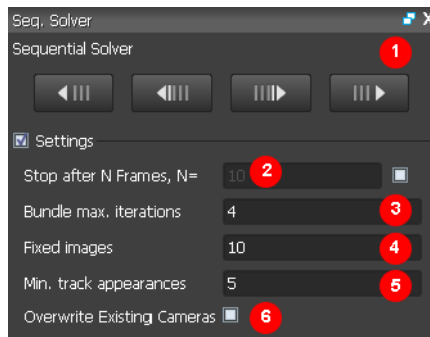 Seq. Solver
Sequential Solver
1
Settings
Stop after N Frames, N= 10 2
Bundle max. iterations 4 3
Fixed images 10 4
Min. track appearances 5 5
Overwrite Existing Cameras 6